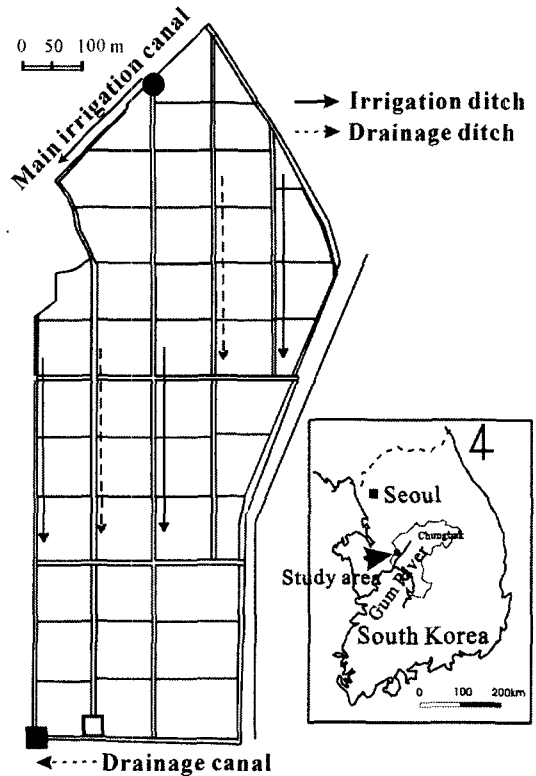 0 50 100 m
Main irrigation canal
Irrigation ditch
Drainage ditch
4
Seoul
Chungbuk
Study area
Gum River
South Korea
0 100 200km
Drainage canal